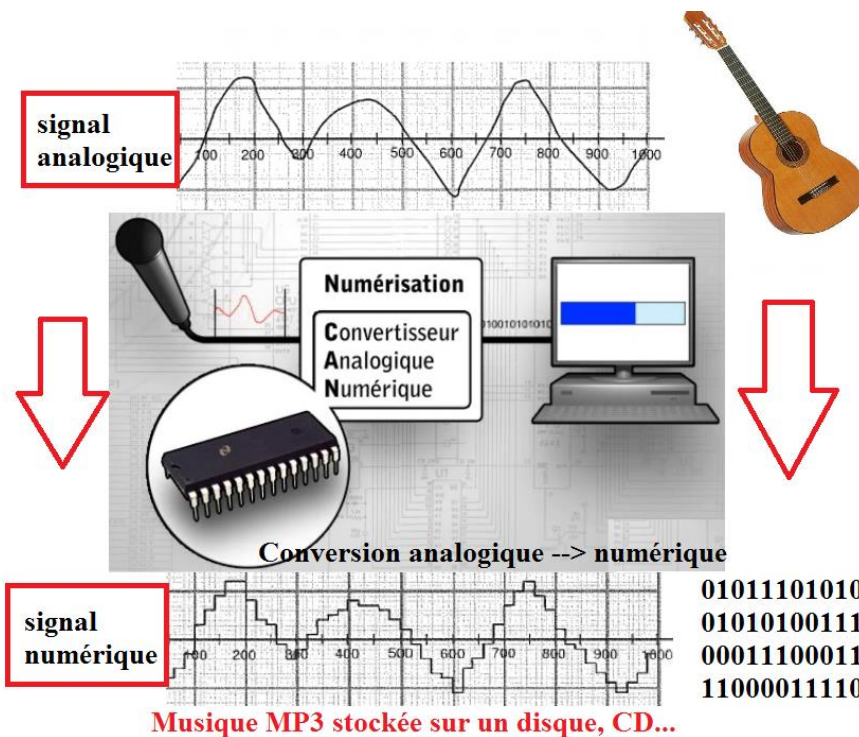 signal
analogique
100 200 300 400 500 600 700 800 900 1000
Numérisation
Convertisseur
Analogique
Numérique
010010101010
Conversion analogique --> numérique
signal
numérique
100 200 300 400 500 600 700 800 900 1000
01011101010
01010100111
00011100011
11000011110
Musique MP3 stockée sur un disque, CD...